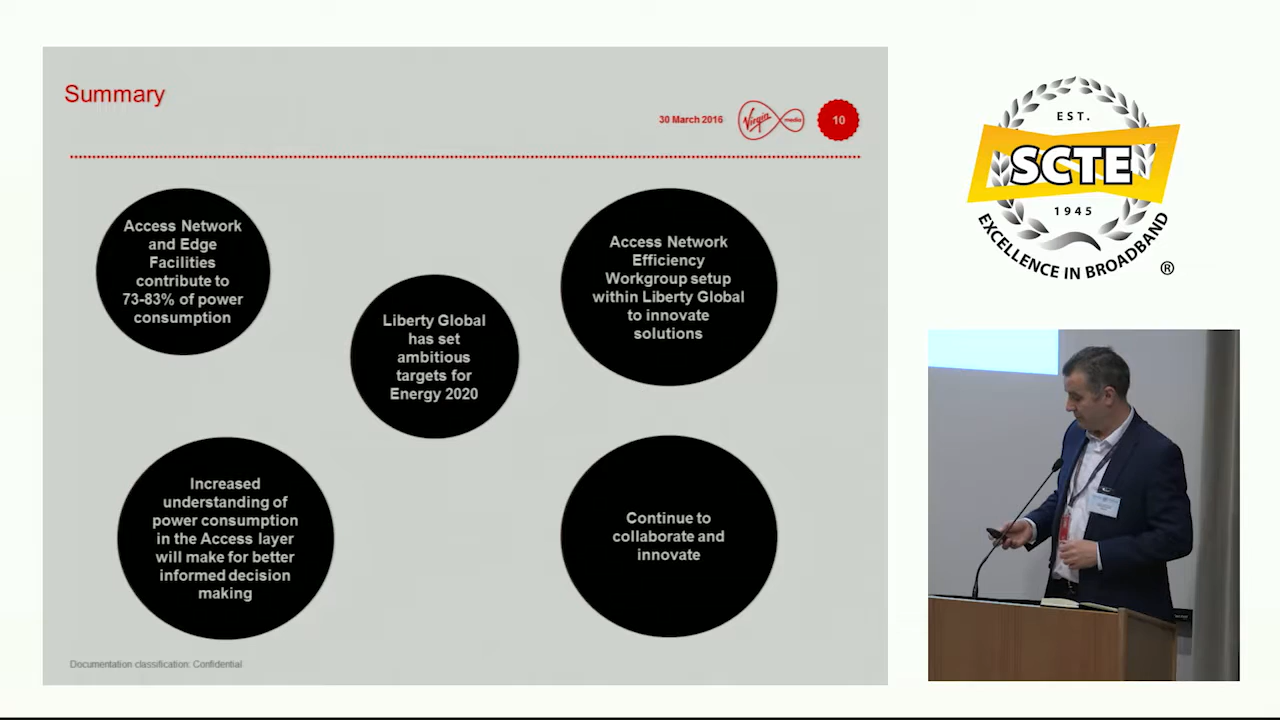 Summary
30 March 2016
Virgin media
10
Access Network
and Edge
Facilities
contribute to
73-83% of power
consumption
Liberty Global
has set
ambitious
targets for
Energy 2020
Access Network
Efficiency
Workgroup setup
within Liberty Global
to innovate
solutions
Increased
understanding of
power consumption
in the Access layer
will make for better
informed decision
making
Continue to
collaborate and
innovate
Documentation classification: Confidential
EST.
SCTE
1945
EXCELLENCE IN BROADBAND
®